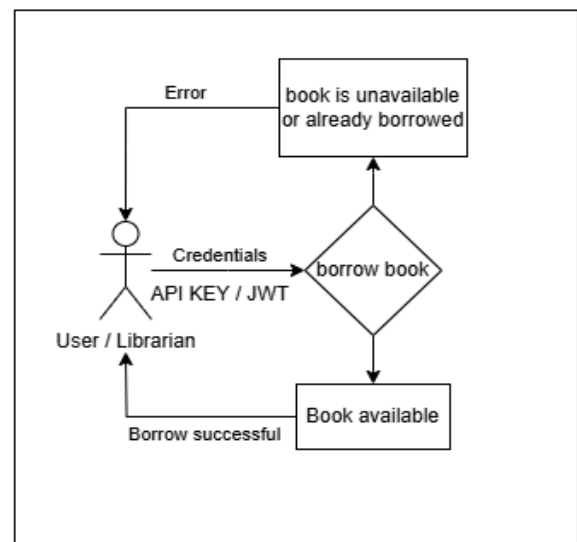 Error
book is unavailable
or already borrowed
Credentials
API KEY / JWT
borrow book
User / Librarian
Book available
Borrow successful